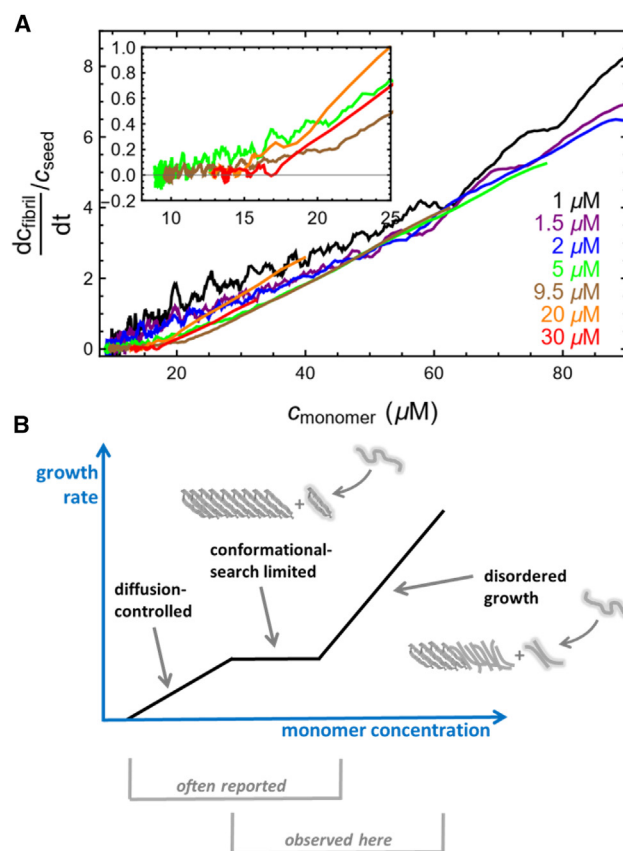 A
dc_fibril/dt /c_seed
8
6
4
2
0
1.0
0.8
0.6
0.4
0.2
0.0
0.2
10 15 20 25
1 µM
1.5 µM
2 µM
5 µM
9.5 µM
20 µM
30 µM
20 40 60 80
c_monomer (µM)
B
growth
rate
+
conformational-
search limited
diffusion-
controlled
disordered
growth
+
monomer concentration
often reported
observed here